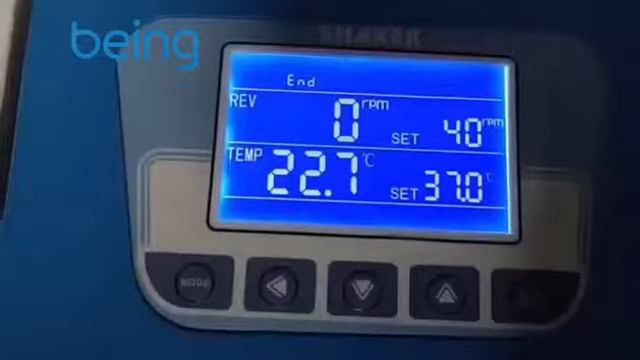 being
SHAKER
End
REV 0 rpm SET 40 rpm
TEMP 22.7 °C SET 37.0 °C
MODE